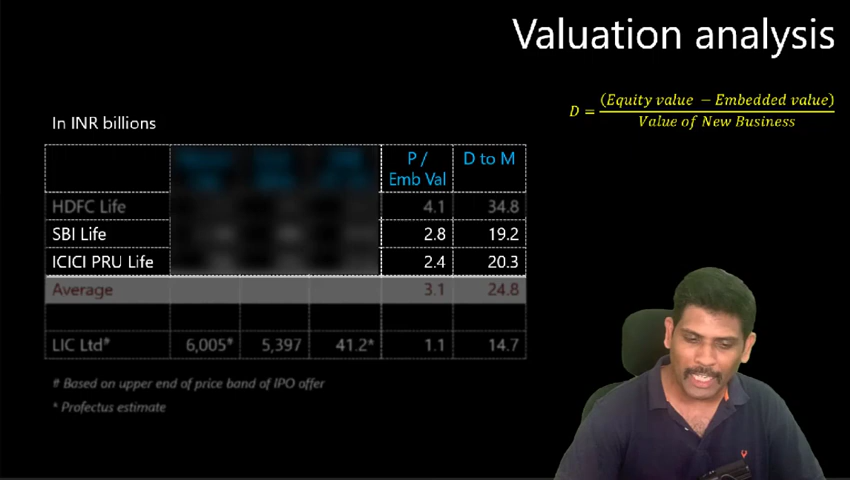 Valuation analysis
D = (Equity value − Embedded value) / Value of New Business
In INR billions
P / Emb Val D to M
HDFC Life 4.1 34.8
SBI Life 2.8 19.2
ICICI PRU Life 2.4 20.3
Average 3.1 24.8
LIC Ltd# 6,005* 5,397 41.2* 1.1 14.7
# Based on upper end of price band of IPO offer
* Profectus estimate